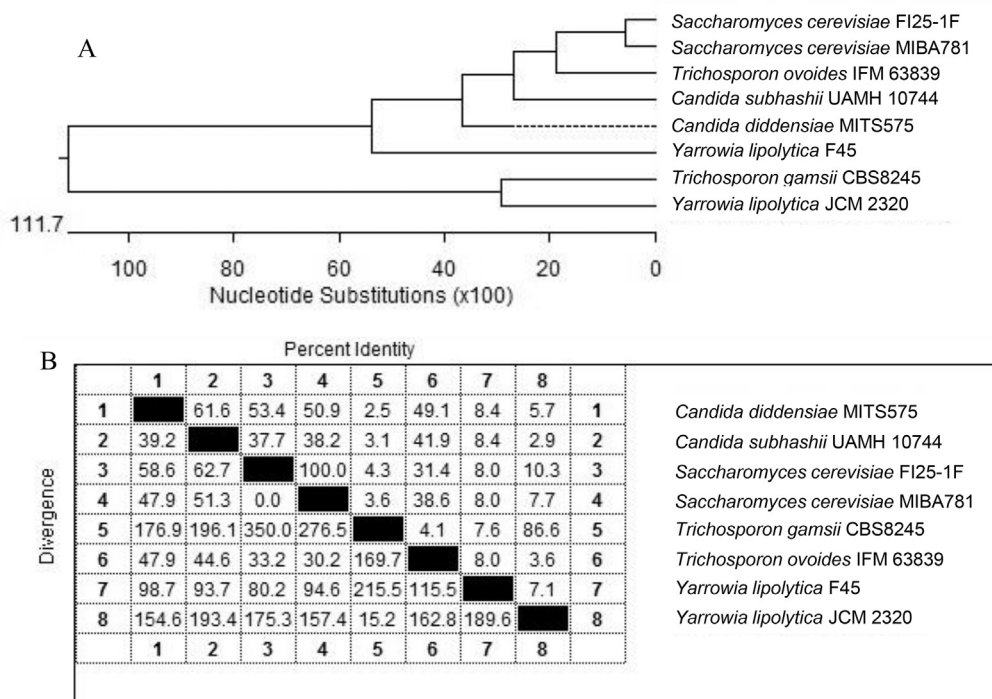 A
Saccharomyces cerevisiae FI25-1F
Saccharomyces cerevisiae MIBA781
Trichosporon ovoides IFM 63839
Candida subhashii UAMH 10744
Candida diddensiae MITS575
Yarrowia lipolytica F45
Trichosporon gamsii CBS8245
Yarrowia lipolytica JCM 2320
111.7
100 80 60 40 20 0
Nucleotide Substitutions (x100)
B
Percent Identity
Divergence
1 2 3 4 5 6 7 8
1 61.6 53.4 50.9 2.5 49.1 8.4 5.7 1 Candida diddensiae MITS575
2 39.2 37.7 38.2 3.1 41.9 8.4 2.9 2 Candida subhashii UAMH 10744
3 58.6 62.7 100.0 4.3 31.4 8.0 10.3 3 Saccharomyces cerevisiae FI25-1F
4 47.9 51.3 0.0 3.6 38.6 8.0 7.7 4 Saccharomyces cerevisiae MIBA781
5 176.9 196.1 350.0 276.5 4.1 7.6 86.6 5 Trichosporon gamsii CBS8245
6 47.9 44.6 33.2 30.2 169.7 8.0 3.6 6 Trichosporon ovoides IFM 63839
7 98.7 93.7 80.2 94.6 215.5 115.5 7.1 7 Yarrowia lipolytica F45
8 154.6 193.4 175.3 157.4 15.2 162.8 189.6 8 Yarrowia lipolytica JCM 2320
1 2 3 4 5 6 7 8